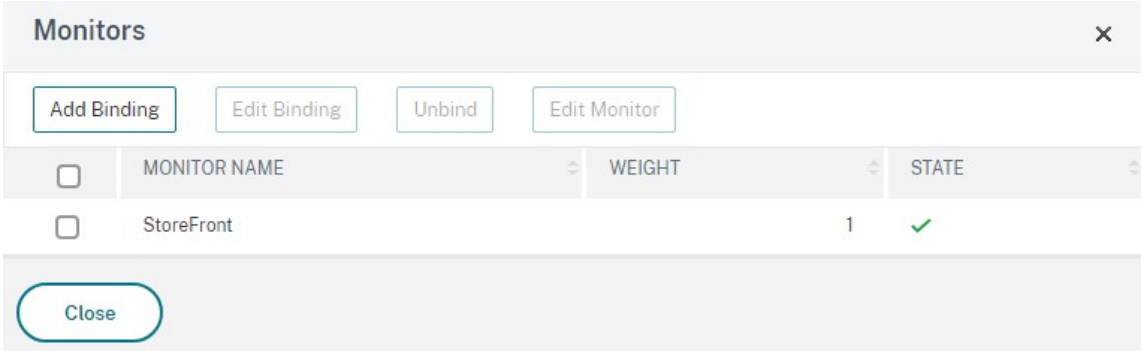 Monitors
Add Binding Edit Binding Unbind Edit Monitor
MONITOR NAME WEIGHT STATE
StoreFront 1
Close